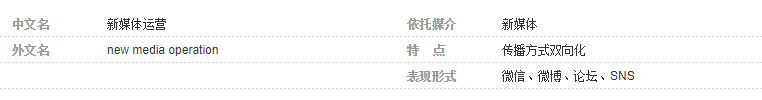 中文名 新媒体运营 依托媒介 新媒体
外文名 new media operation 特 点 传播方式双向化
表现形式 微信、微博、论坛、SNS